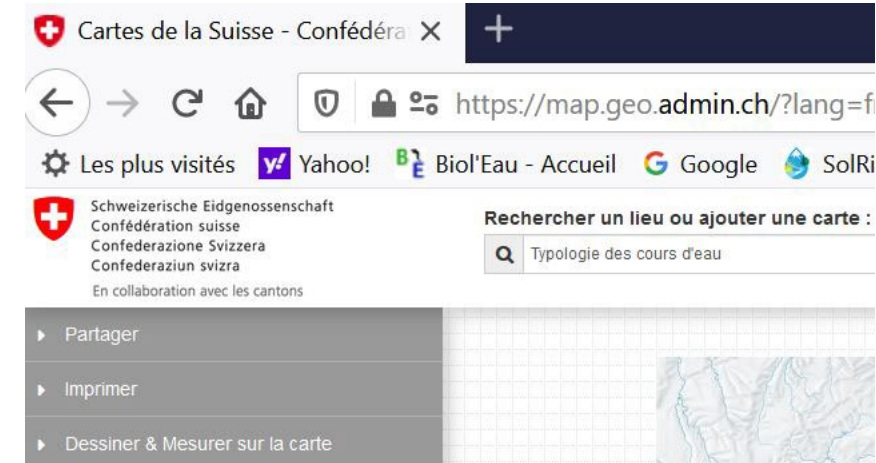 Cartes de la Suisse - Confédéra
https://map.geo.admin.ch/?lang=f
Les plus visités Yahoo! Biol'Eau - Accueil Google SolRi
Schweizerische Eidgenossenschaft
Confédération suisse
Confederazione Svizzera
Confederaziun svizra
En collaboration avec les cantons
Rechercher un lieu ou ajouter une carte :
Typologie des cours d'eau
Partager
Imprimer
Dessiner & Mesurer sur la carte